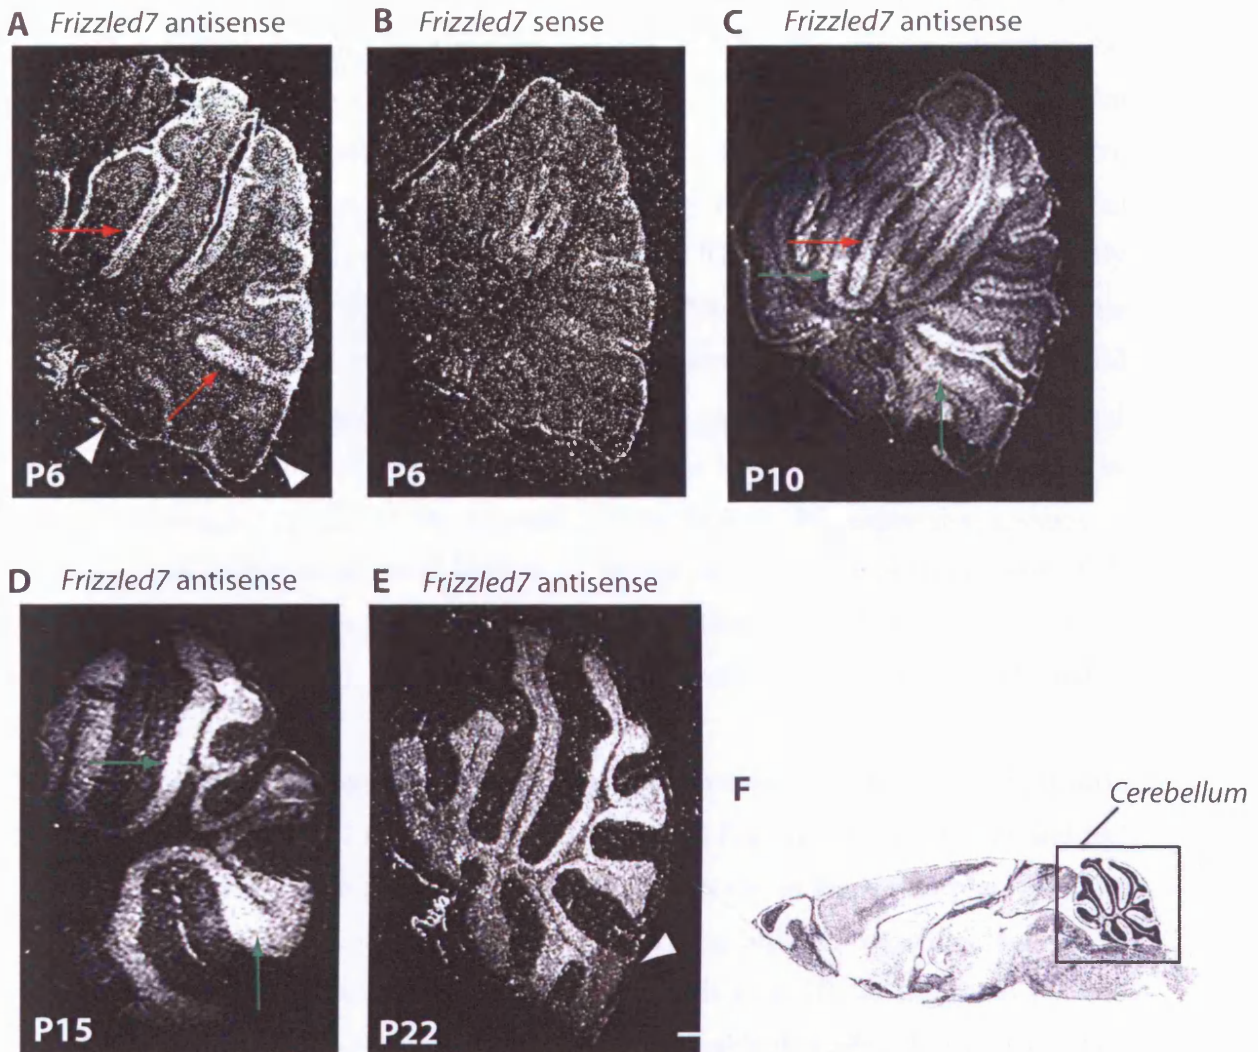 A Frizzled7 antisense
B Frizzled7 sense
C Frizzled7 antisense
P6
P6
P10
D Frizzled7 antisense
E Frizzled7 antisense
F
Cerebellum
P15
P22